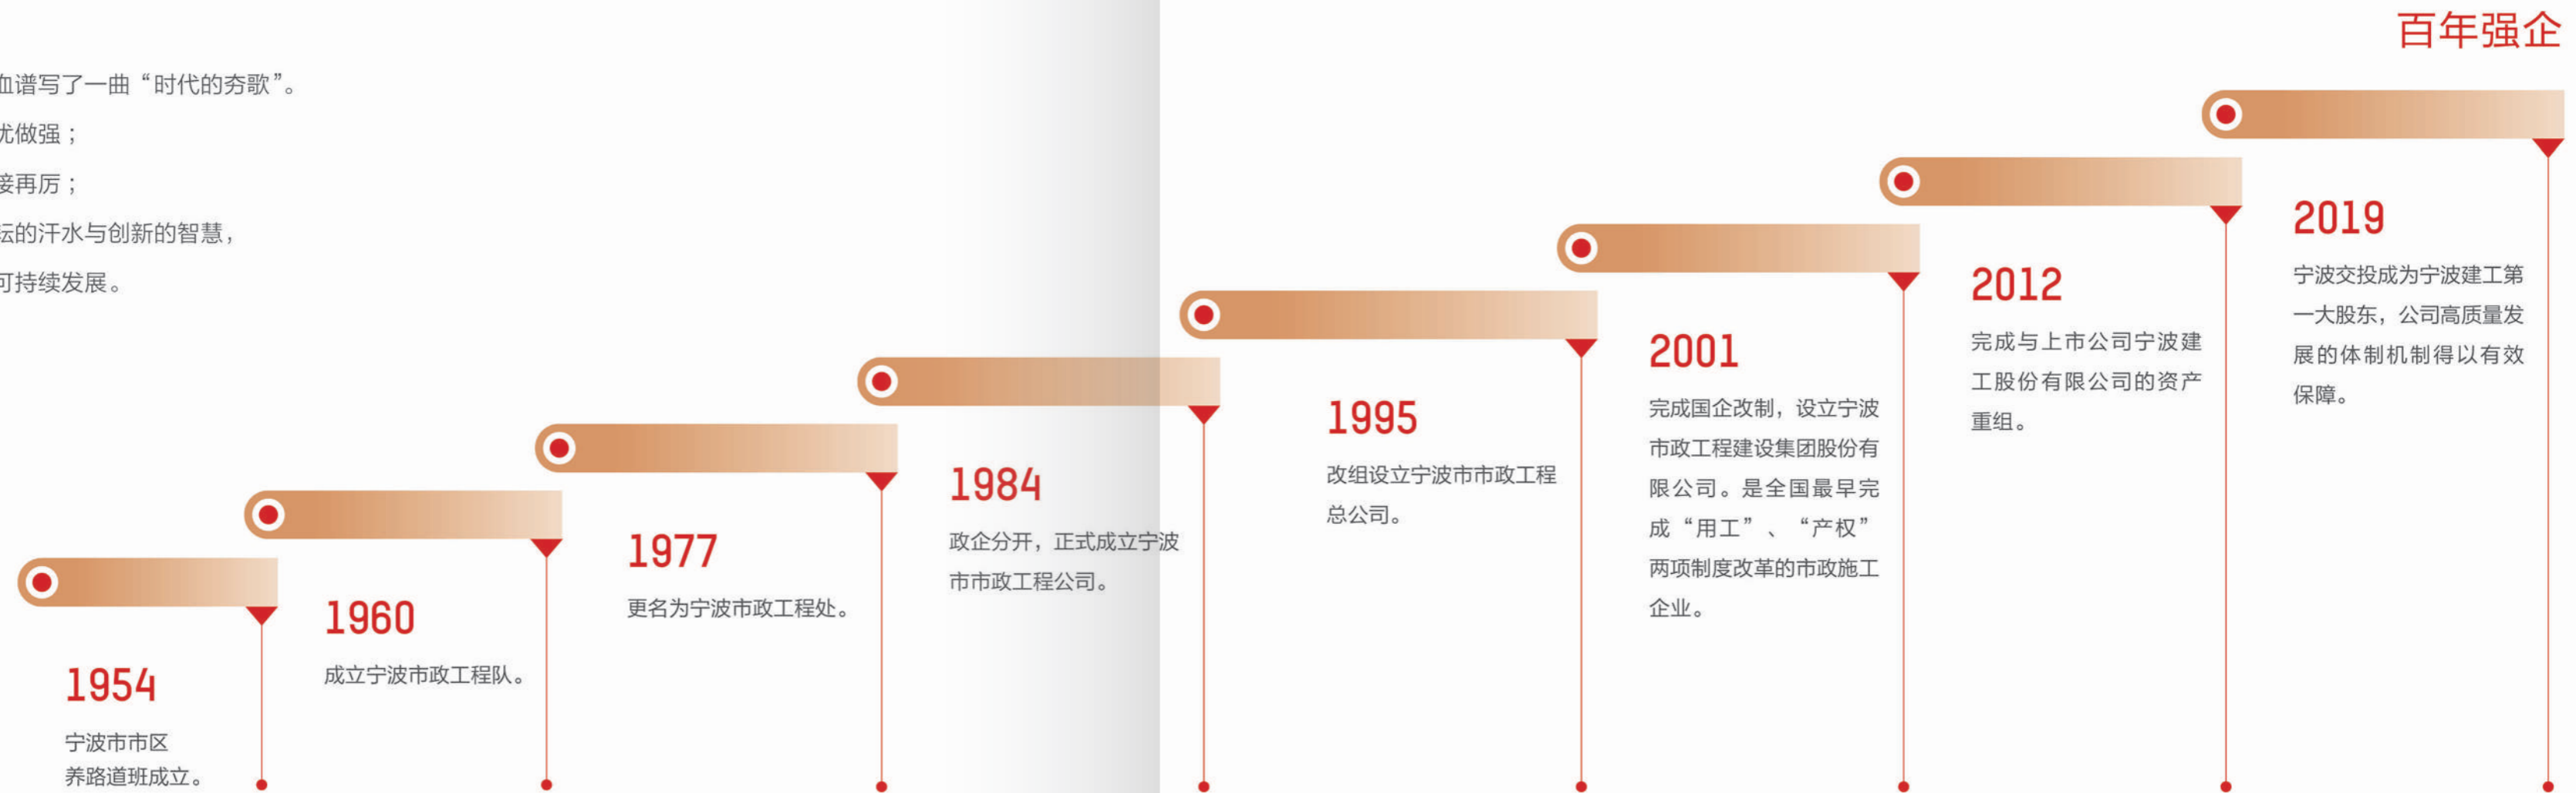 血谱写了一曲“时代的夯歌”。
优做强；
接再厉；
耘的汗水与创新的智慧，
可持续发展。
百年强企
1954
宁波市市区
养路道班成立。
1960
成立宁波市政工程队。
1977
更名为宁波市政工程处。
1984
政企分开，正式成立宁波
市市政工程公司。
1995
改组设立宁波市市政工程
总公司。
2001
完成国企改制，设立宁波
市政工程建设集团股份有
限公司。是全国最早完
成“用工”、“产权”
两项制度改革的市政施工
企业。
2012
完成与上市公司宁波建
工股份有限公司的资产
重组。
2019
宁波交投成为宁波建工第
一大股东，公司高质量发
展的体制机制得以有效
保障。